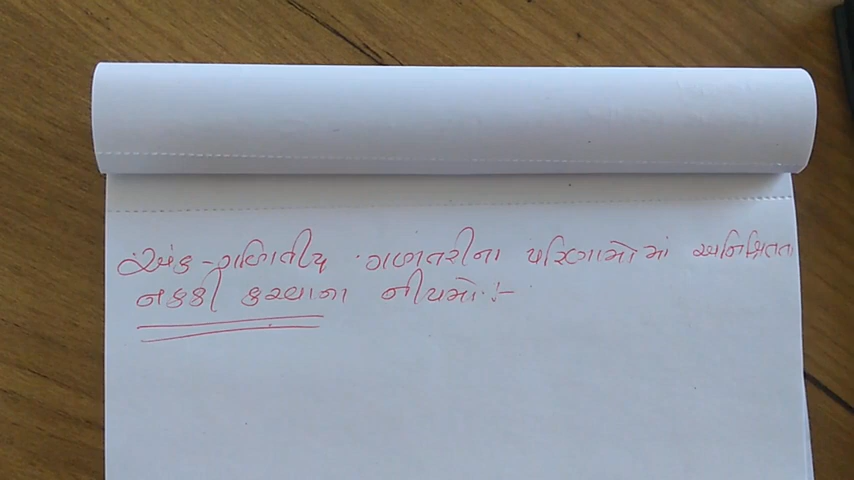 અંક-ગણિતીય ગણતરીના પરિણામોમાં અનિશ્ચિતતા
નક્કી કરવાના નીયમો :-